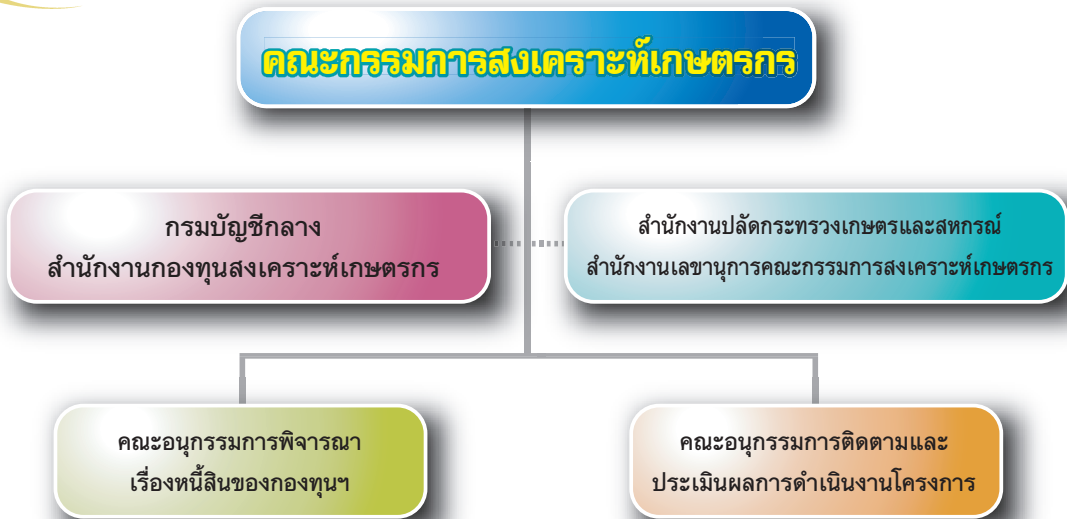 คณะกรรมการสงเคราะห์เกษตรกร
กรมบัญชีกลาง
สำนักงานกองทุนสงเคราะห์เกษตรกร
สำนักงานปลัดกระทรวงเกษตรและสหกรณ์
สำนักงานเลขานุการคณะกรรมการสงเคราะห์เกษตรกร
คณะอนุกรรมการพิจารณา
เรื่องหนี้สินของกองทุนฯ
คณะอนุกรรมการติดตามและ
ประเมินผลการดำเนินงานโครงการ